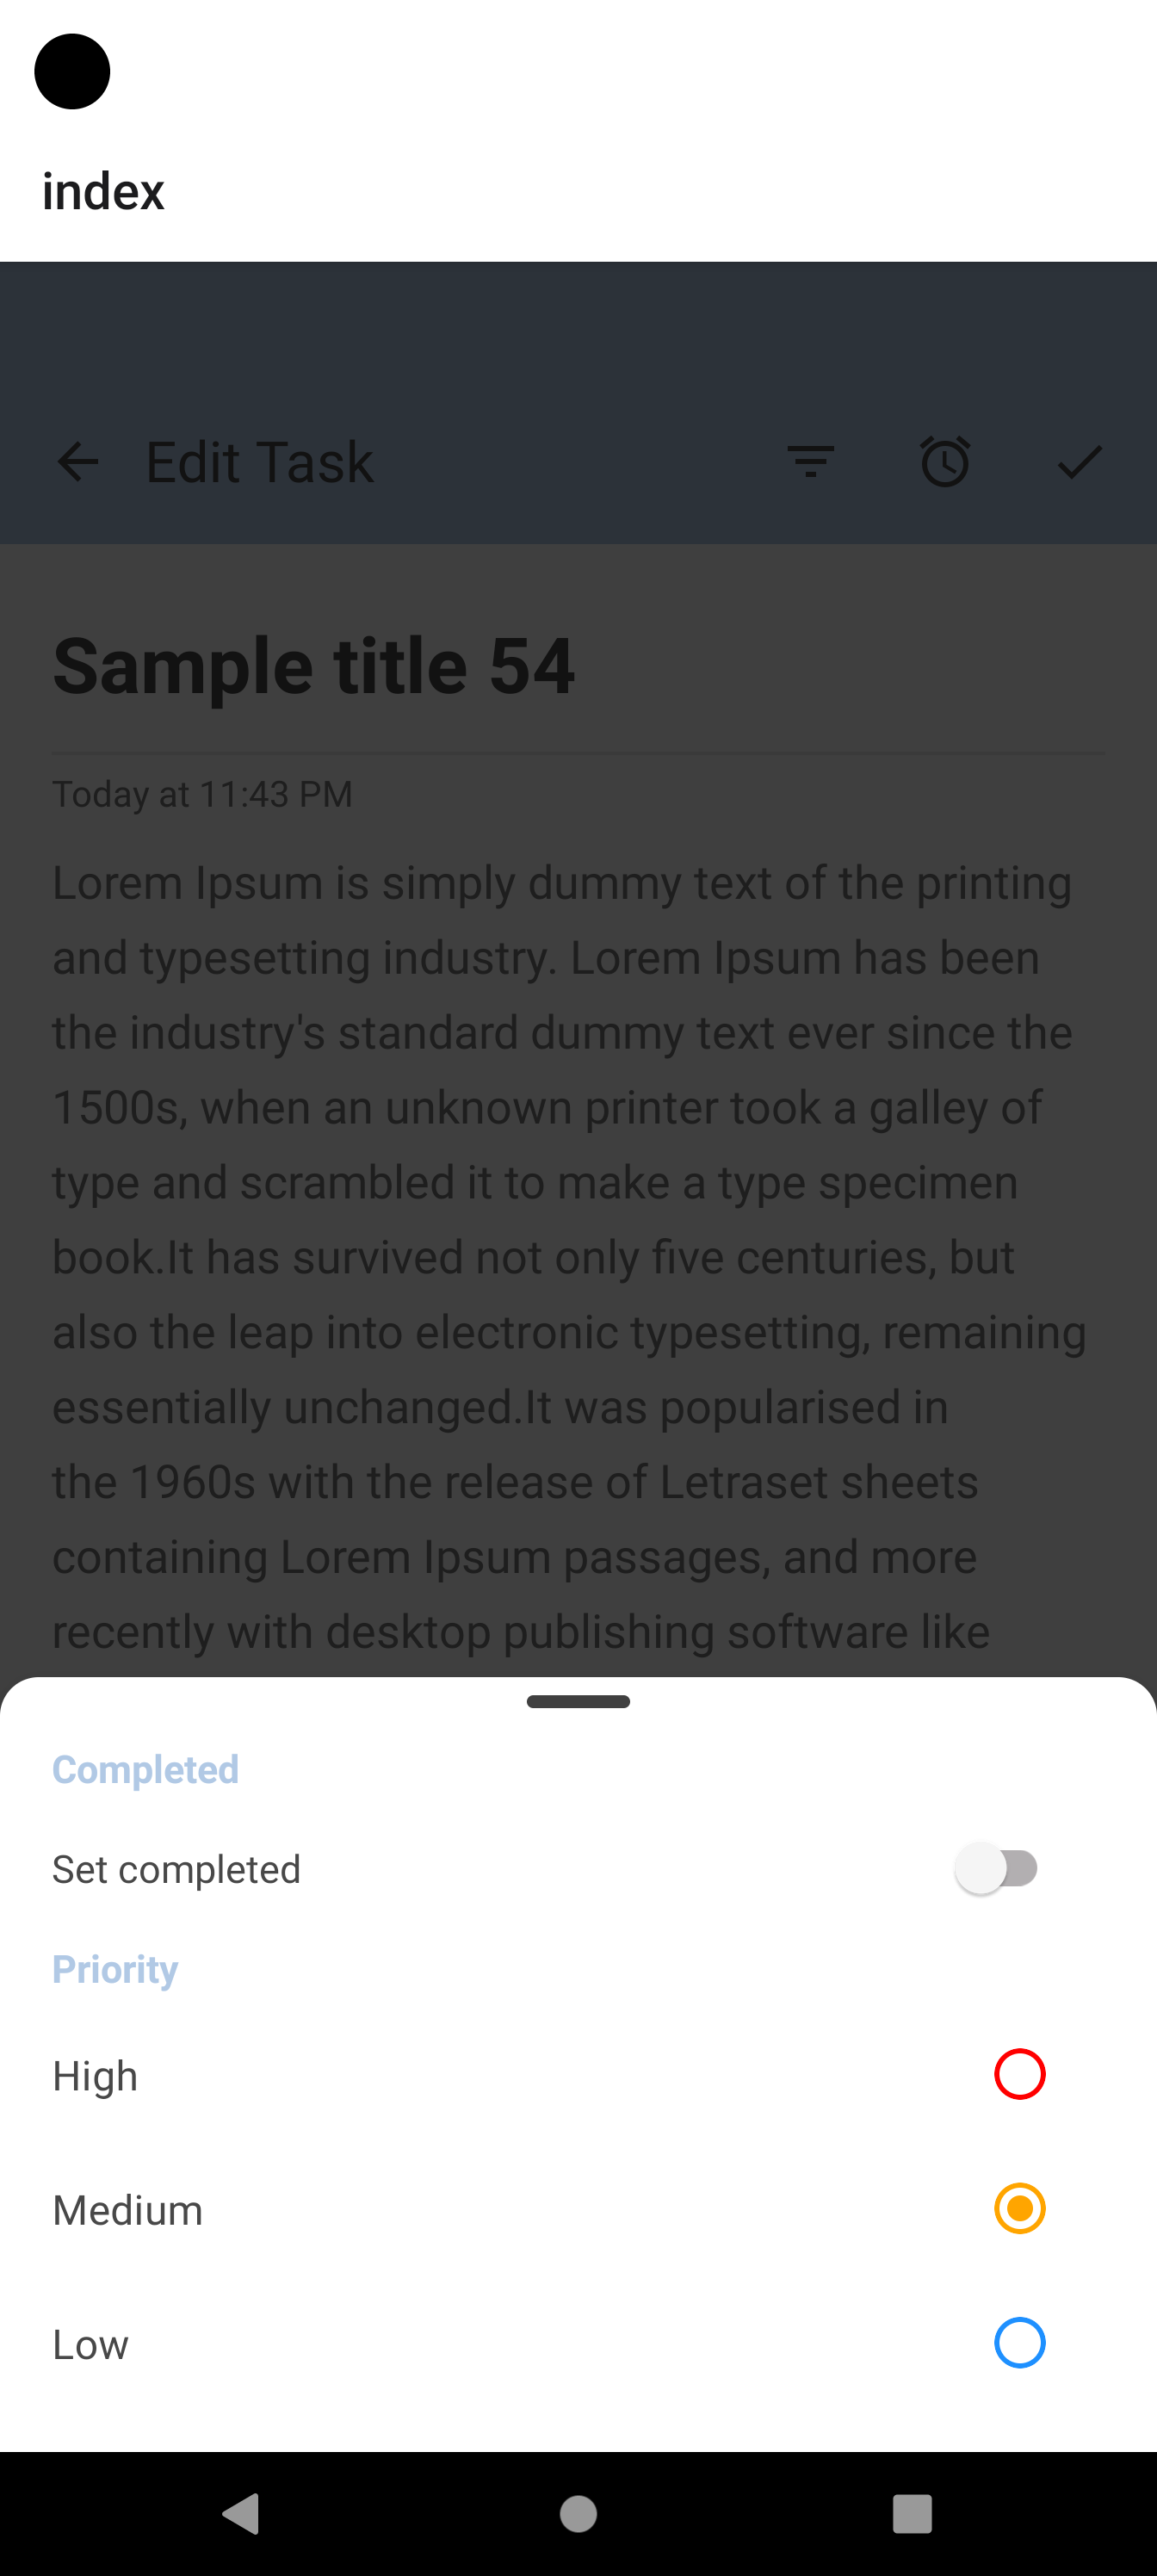 index
Edit Task
Sample title 54
Today at 11:43 PM
Lorem Ipsum is simply dummy text of the printing
and typesetting industry. Lorem Ipsum has been
the industry's standard dummy text ever since the
1500s, when an unknown printer took a galley of
type and scrambled it to make a type specimen
book.It has survived not only five centuries, but
also the leap into electronic typesetting, remaining
essentially unchanged.It was popularised in
the 1960s with the release of Letraset sheets
containing Lorem Ipsum passages, and more
recently with desktop publishing software like
Completed
Set completed
Priority
High
Medium
Low